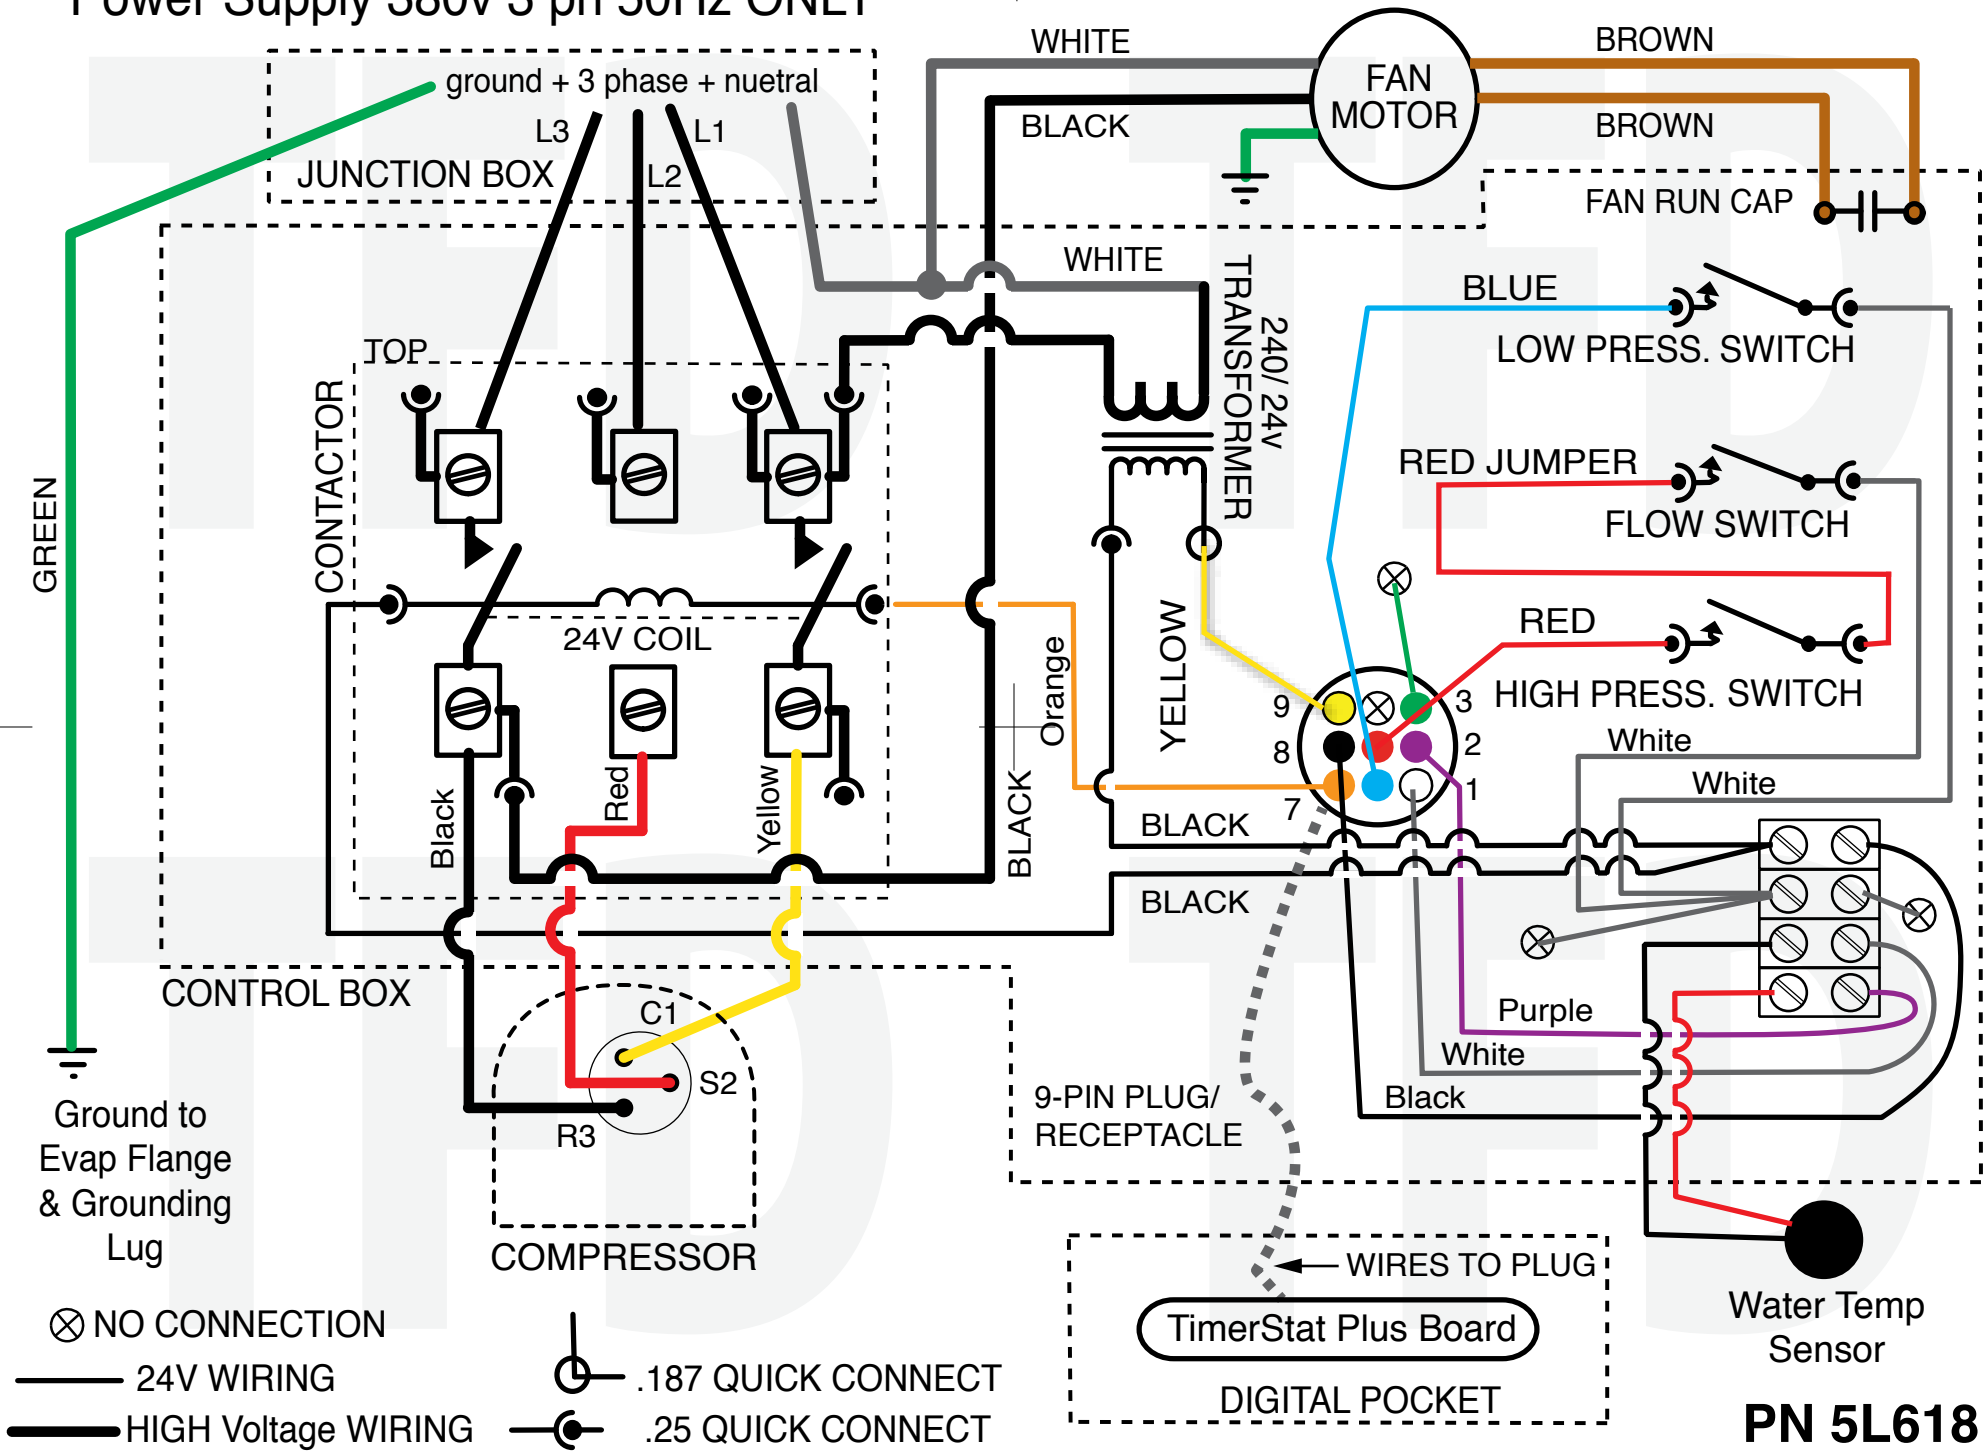 Power Supply 380v 3 ph 50Hz ONLY
ground + 3 phase + nuetral
L3
L1
L2
JUNCTION BOX
WHITE
BLACK
FAN
MOTOR
BROWN
BROWN
FAN RUN CAP
WHITE
240/ 24v
TRANSFORMER
BLUE
LOW PRESS. SWITCH
TOP
CONTACTOR
RED JUMPER
FLOW SWITCH
GREEN
24V COIL
RED
HIGH PRESS. SWITCH
Orange
YELLOW
9
8
7
3
2
1
White
White
Black
Red
Yellow
BLACK
BLACK
BLACK
CONTROL BOX
C1
S2
R3
COMPRESSOR
Purple
White
Black
9-PIN PLUG/
RECEPTACLE
Ground to
Evap Flange
& Grounding
Lug
WIRES TO PLUG
TimerStat Plus Board
DIGITAL POCKET
Water Temp
Sensor
NO CONNECTION
24V WIRING
HIGH Voltage WIRING
.187 QUICK CONNECT
.25 QUICK CONNECT
PN 5L618
TFD
TFD
TFD
TFD